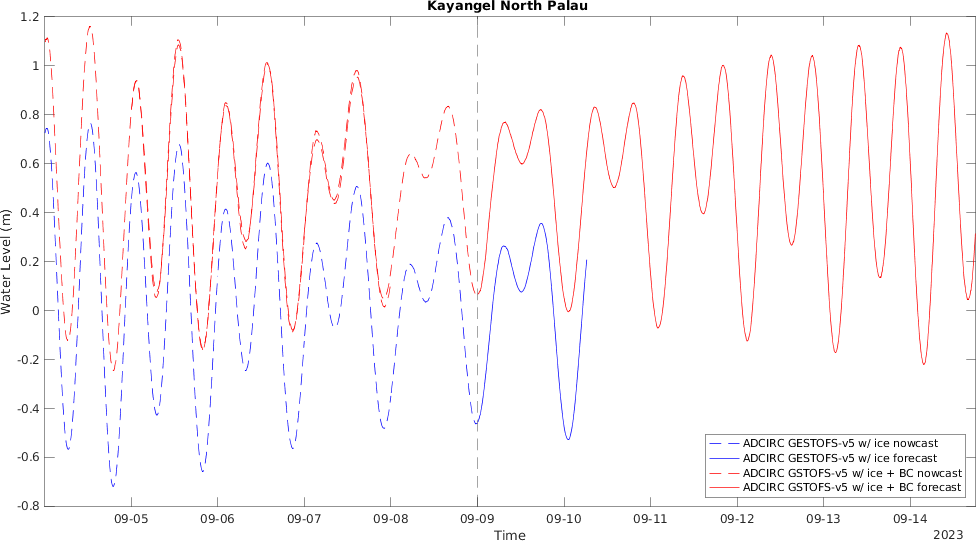 Kayangel North Palau
1.2
1
0.8
0.6
0.4
0.2
0
-0.2
-0.4
-0.6
-0.8
Water Level (m)
ADCIRC GESTOFS-v5 w/ ice nowcast
ADCIRC GESTOFS-v5 w/ ice forecast
ADCIRC GSTOFS-v5 w/ ice + BC nowcast
ADCIRC GSTOFS-v5 w/ ice + BC forecast
09-05 09-06 09-07 09-08 09-09 09-10 09-11 09-12 09-13 09-14
Time
2023